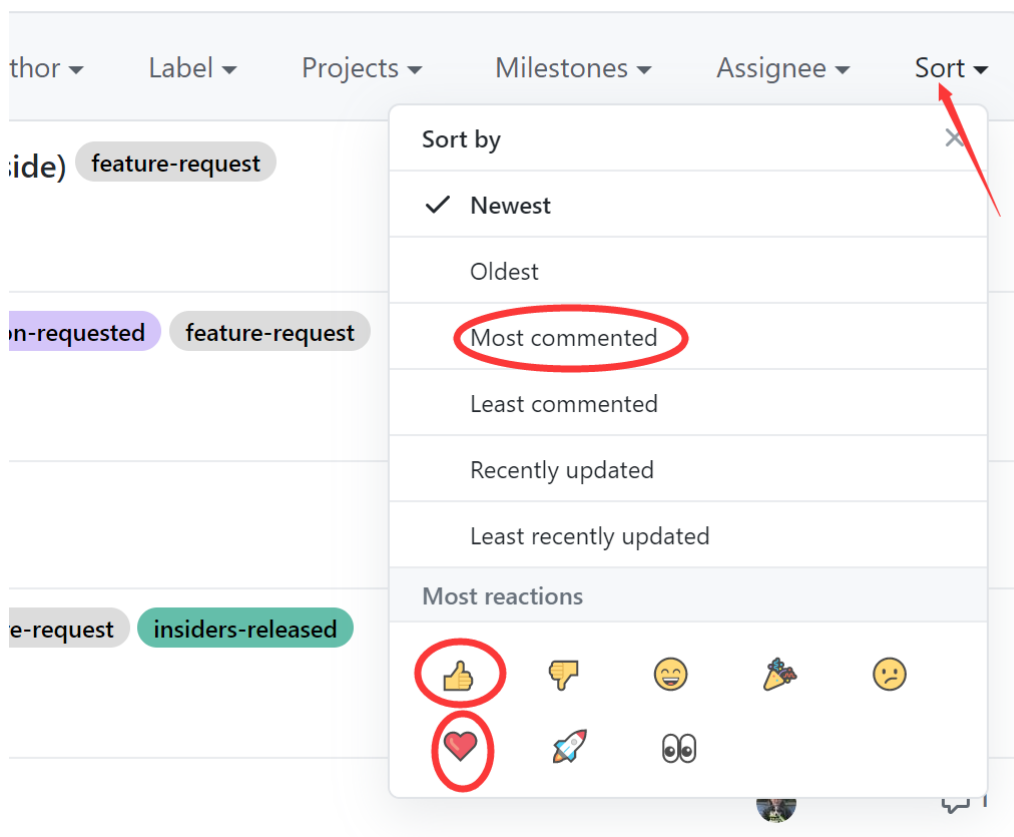 thor Label Projects Milestones Assignee Sort
Sort by
side) feature-request
Newest
Oldest
on-requested feature-request
Most commented
Least commented
Recently updated
Least recently updated
Most reactions
re-request insiders-released